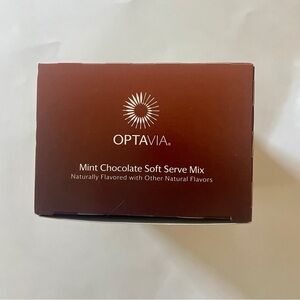 OPTAVIA®
Mint Chocolate Soft Serve Mix
Naturally Flavored with Other Natural Flavors